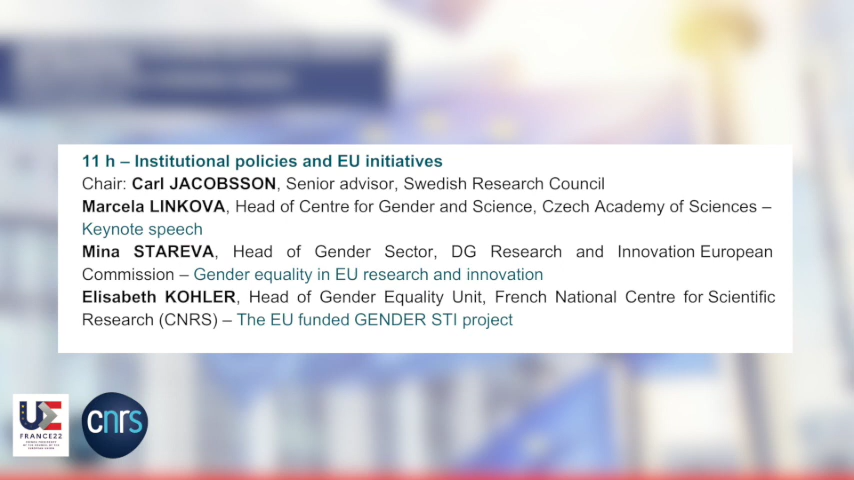 11 h – Institutional policies and EU initiatives
Chair: Carl JACOBSSON, Senior advisor, Swedish Research Council
Marcela LINKOVA, Head of Centre for Gender and Science, Czech Academy of Sciences –
Keynote speech
Mina STAREVA, Head of Gender Sector, DG Research and Innovation European
Commission – Gender equality in EU research and innovation
Elisabeth KOHLER, Head of Gender Equality Unit, French National Centre for Scientific
Research (CNRS) – The EU funded GENDER STI project
UE
FRANCE22
cnrs